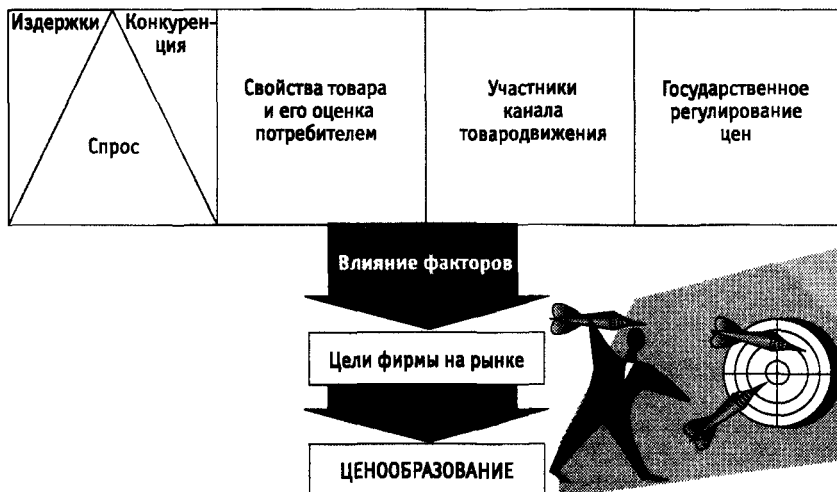 Издержки
Конкурен-
ция
Спрос
Свойства товара
и его оценка
потребителем
Участники
канала
товародвижения
Государственное
регулирование
цен
Влияние факторов
Цели фирмы на рынке
ЦЕНООБРАЗОВАНИЕ